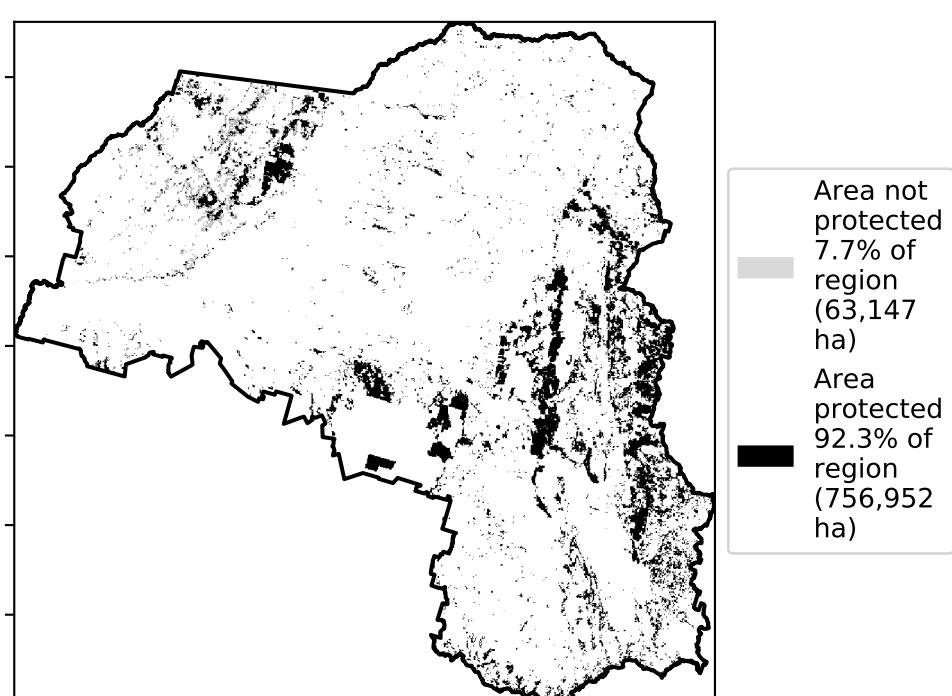 Area not
protected
7.7% of
region
(63,147
ha)
Area
protected
92.3% of
region
(756,952
ha)